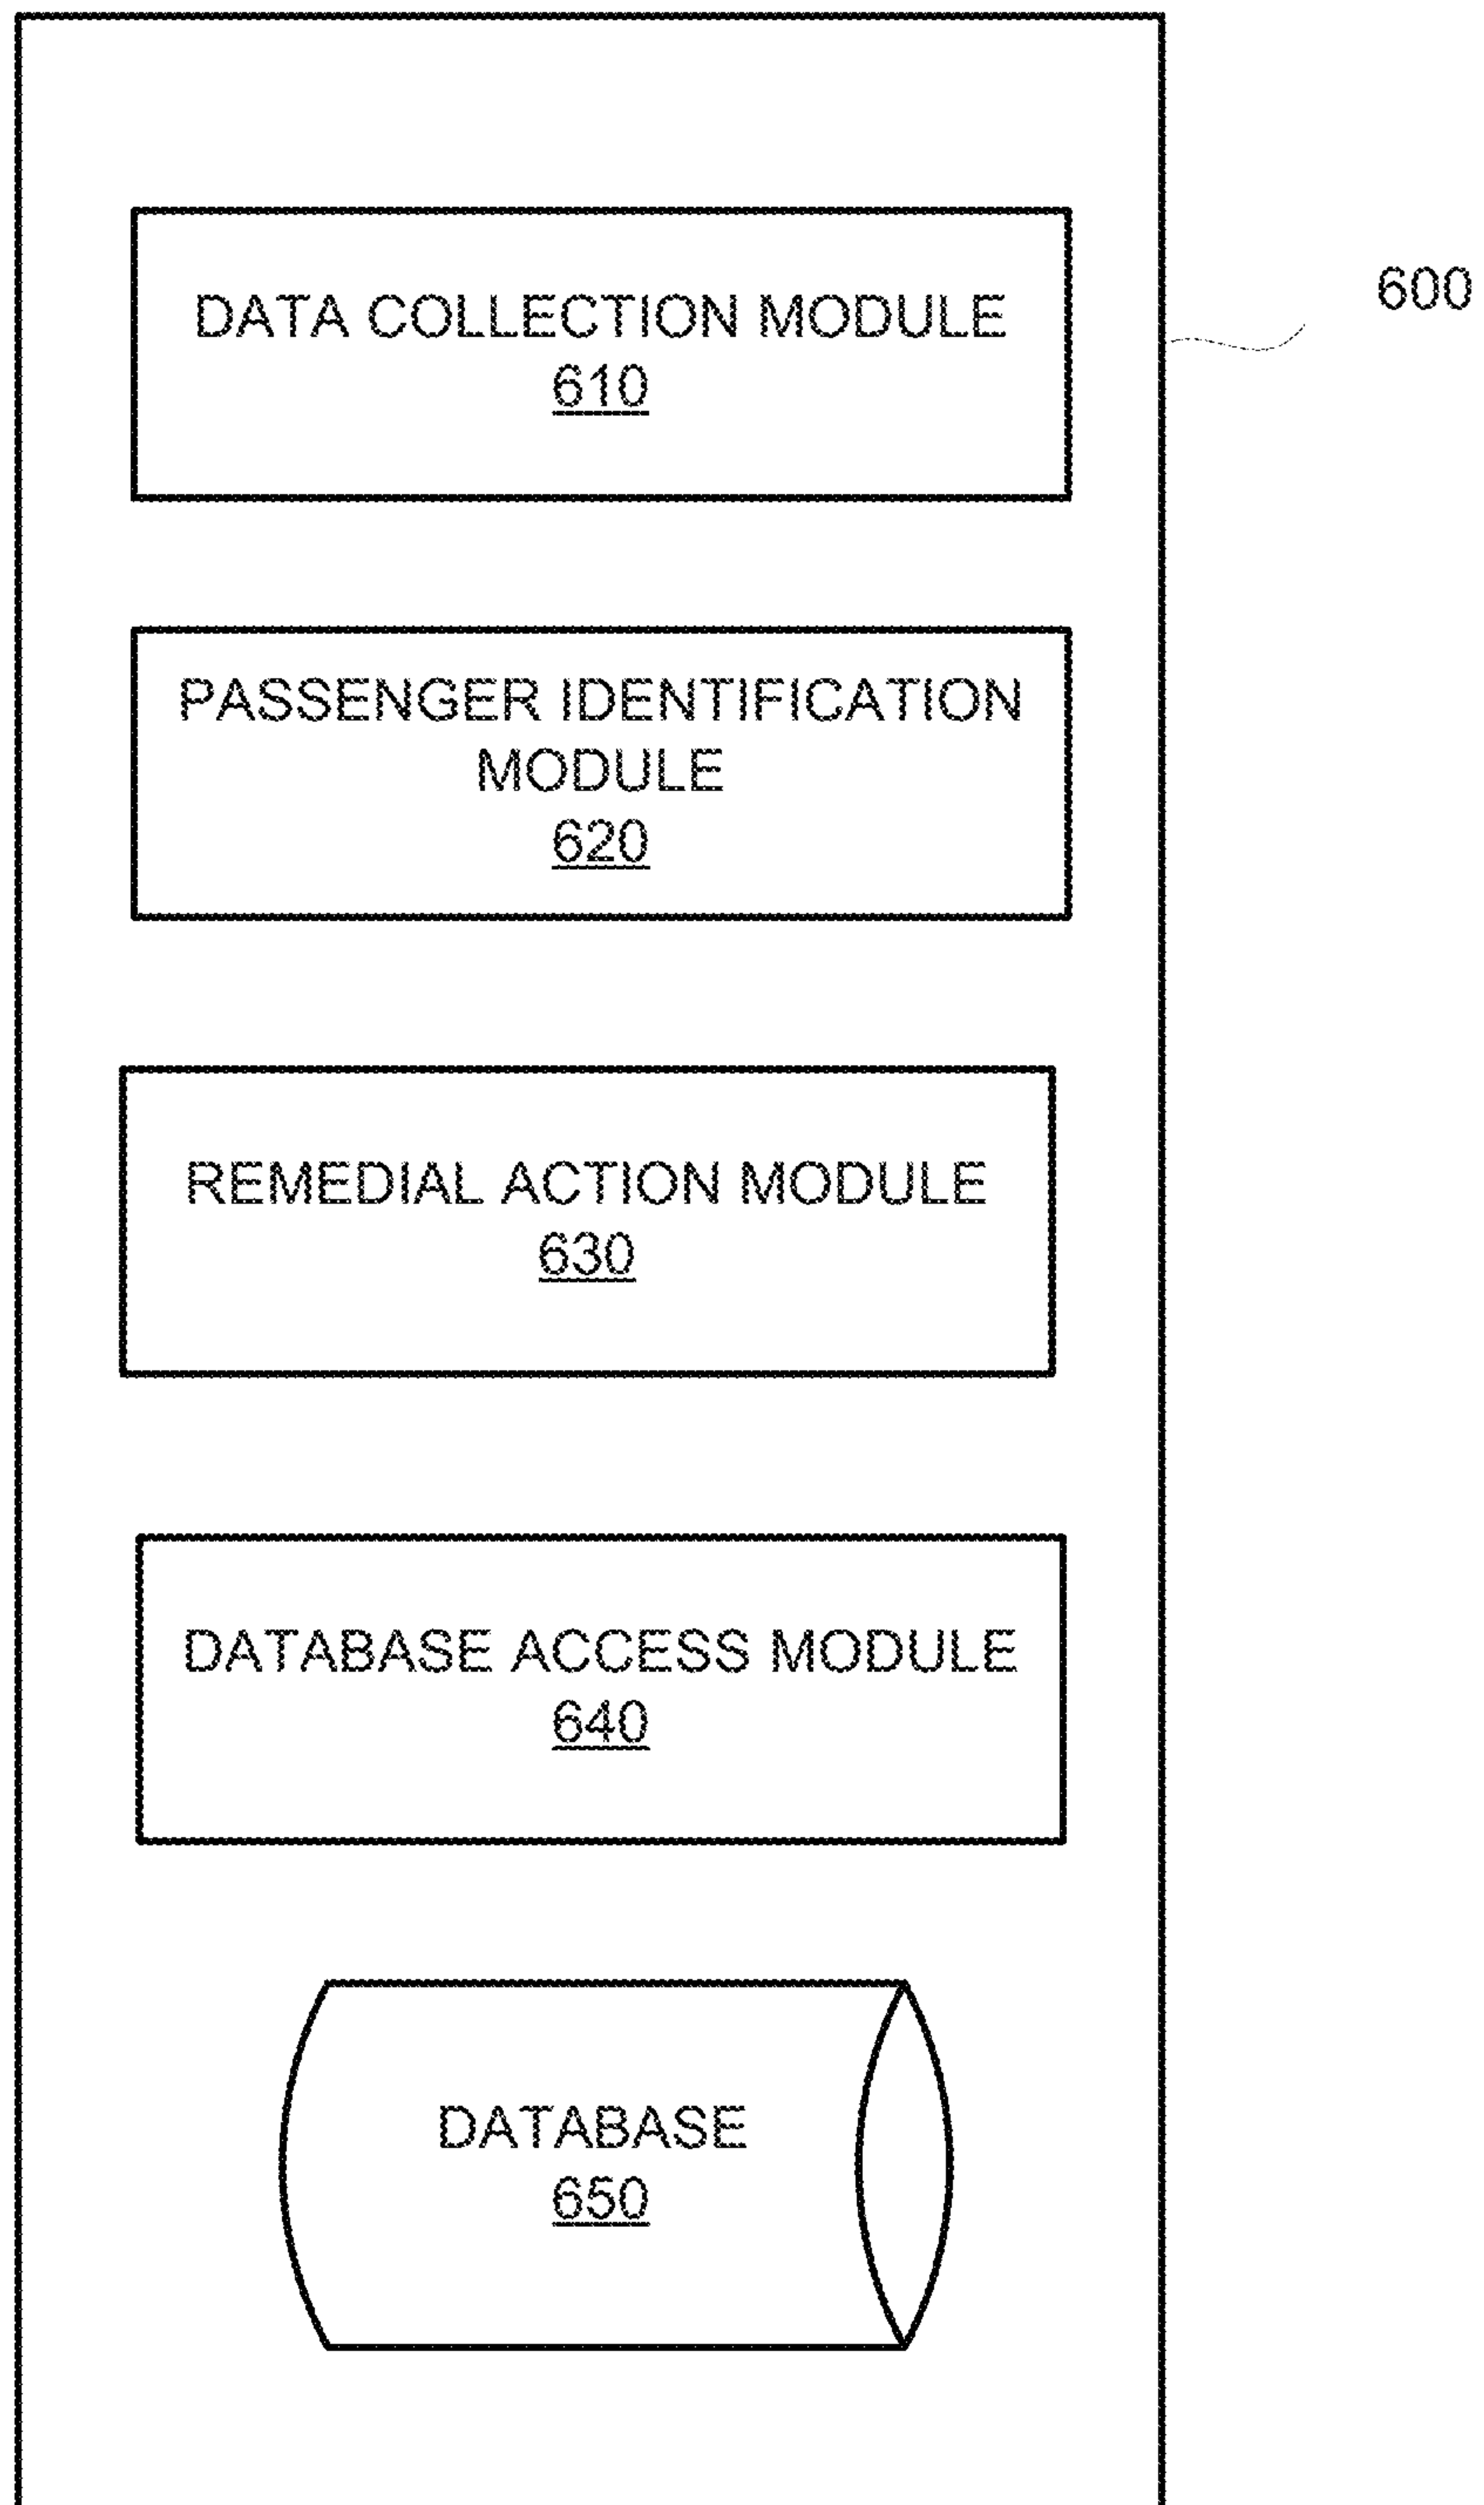 DATA COLLECTION MODULE
610
600
PASSENGER IDENTIFICATION
MODULE
620
REMEDIAL ACTION MODULE
630
DATABASE ACCESS MODULE
640
DATABASE
650